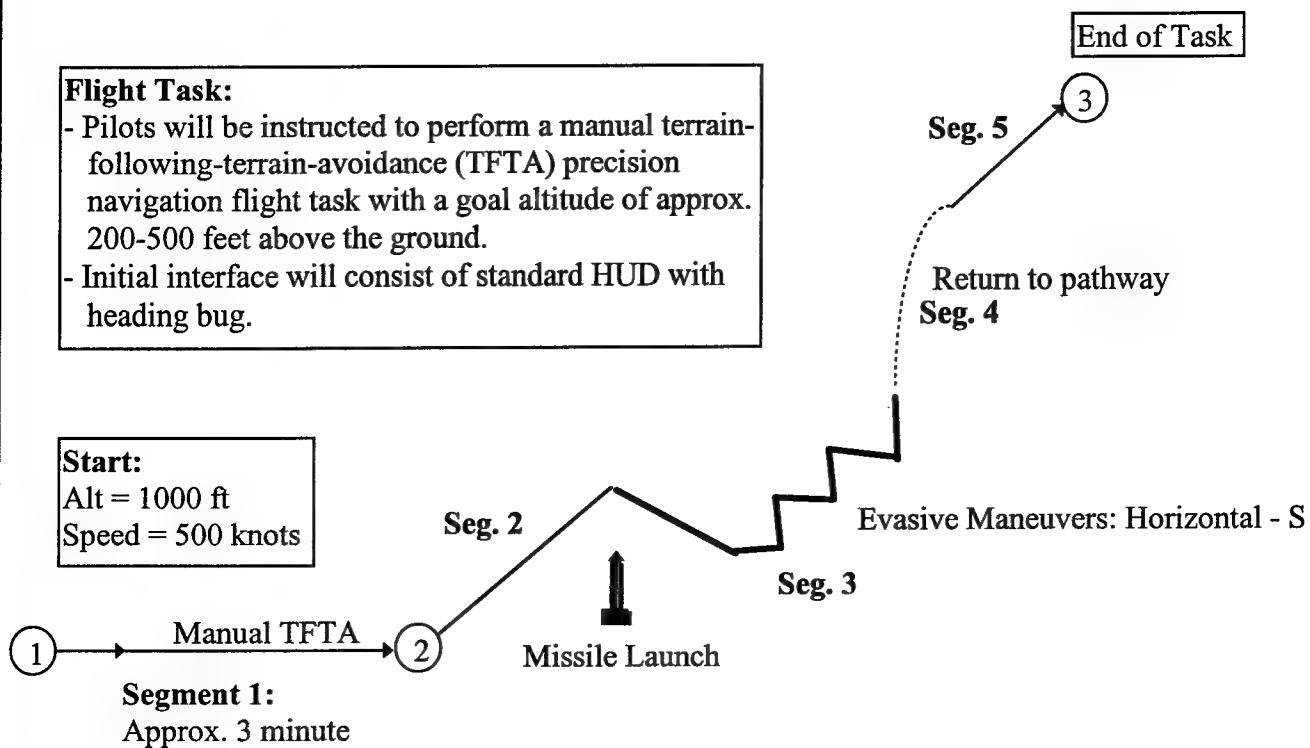 End of Task
3
Flight Task:
- Pilots will be instructed to perform a manual terrain-
following-terrain-avoidance (TFTA) precision
navigation flight task with a goal altitude of approx.
200-500 feet above the ground.
- Initial interface will consist of standard HUD with
heading bug.
Seg. 5
Return to pathway
Seg. 4
Start:
Alt = 1000 ft
Speed = 500 knots
Seg. 2
Evasive Maneuvers: Horizontal - S
Seg. 3
1
Manual TFTA
2
Missile Launch
Segment 1:
Approx. 3 minute